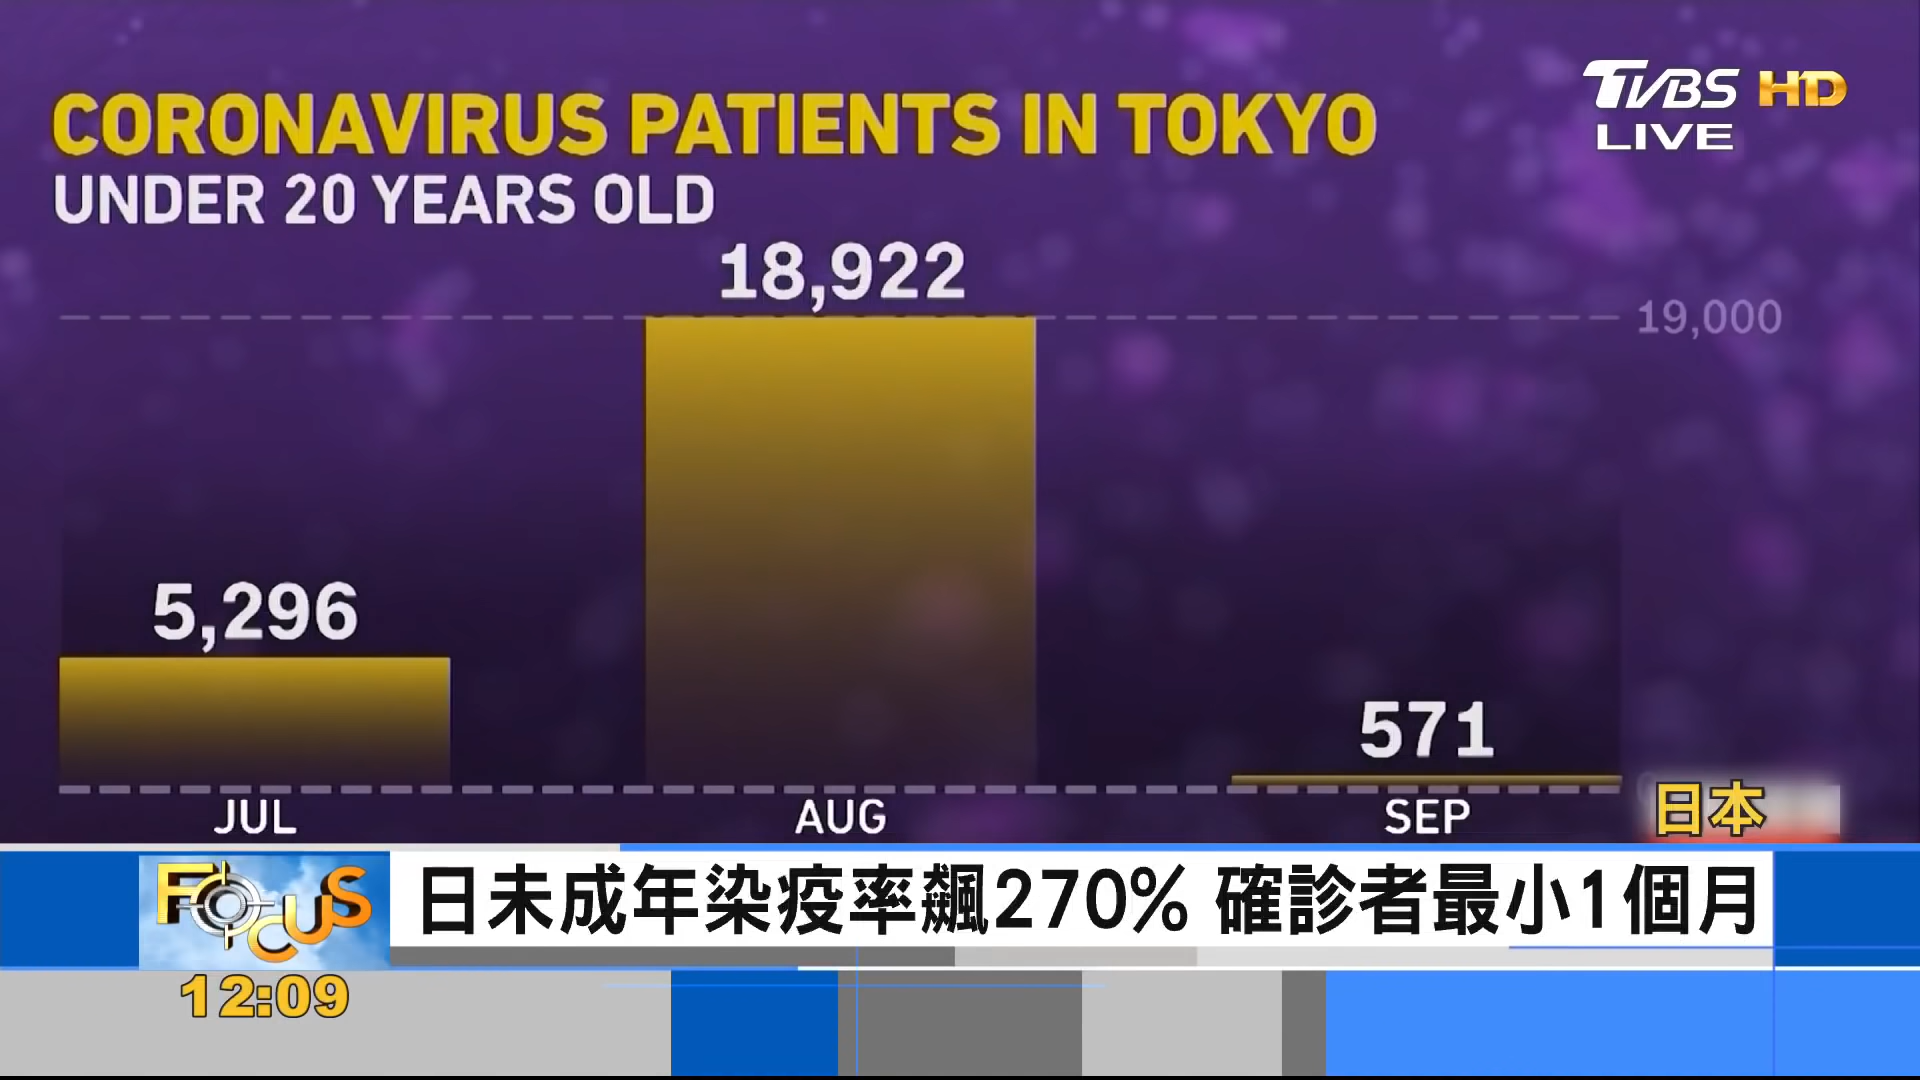 TVBS HD
LIVE
CORONAVIRUS PATIENTS IN TOKYO
UNDER 20 YEARS OLD
18,922
19,000
5,296
571
JUL AUG SEP
日本
FOCUS
日未成年染疫率飆270% 確診者最小1個月
12:09